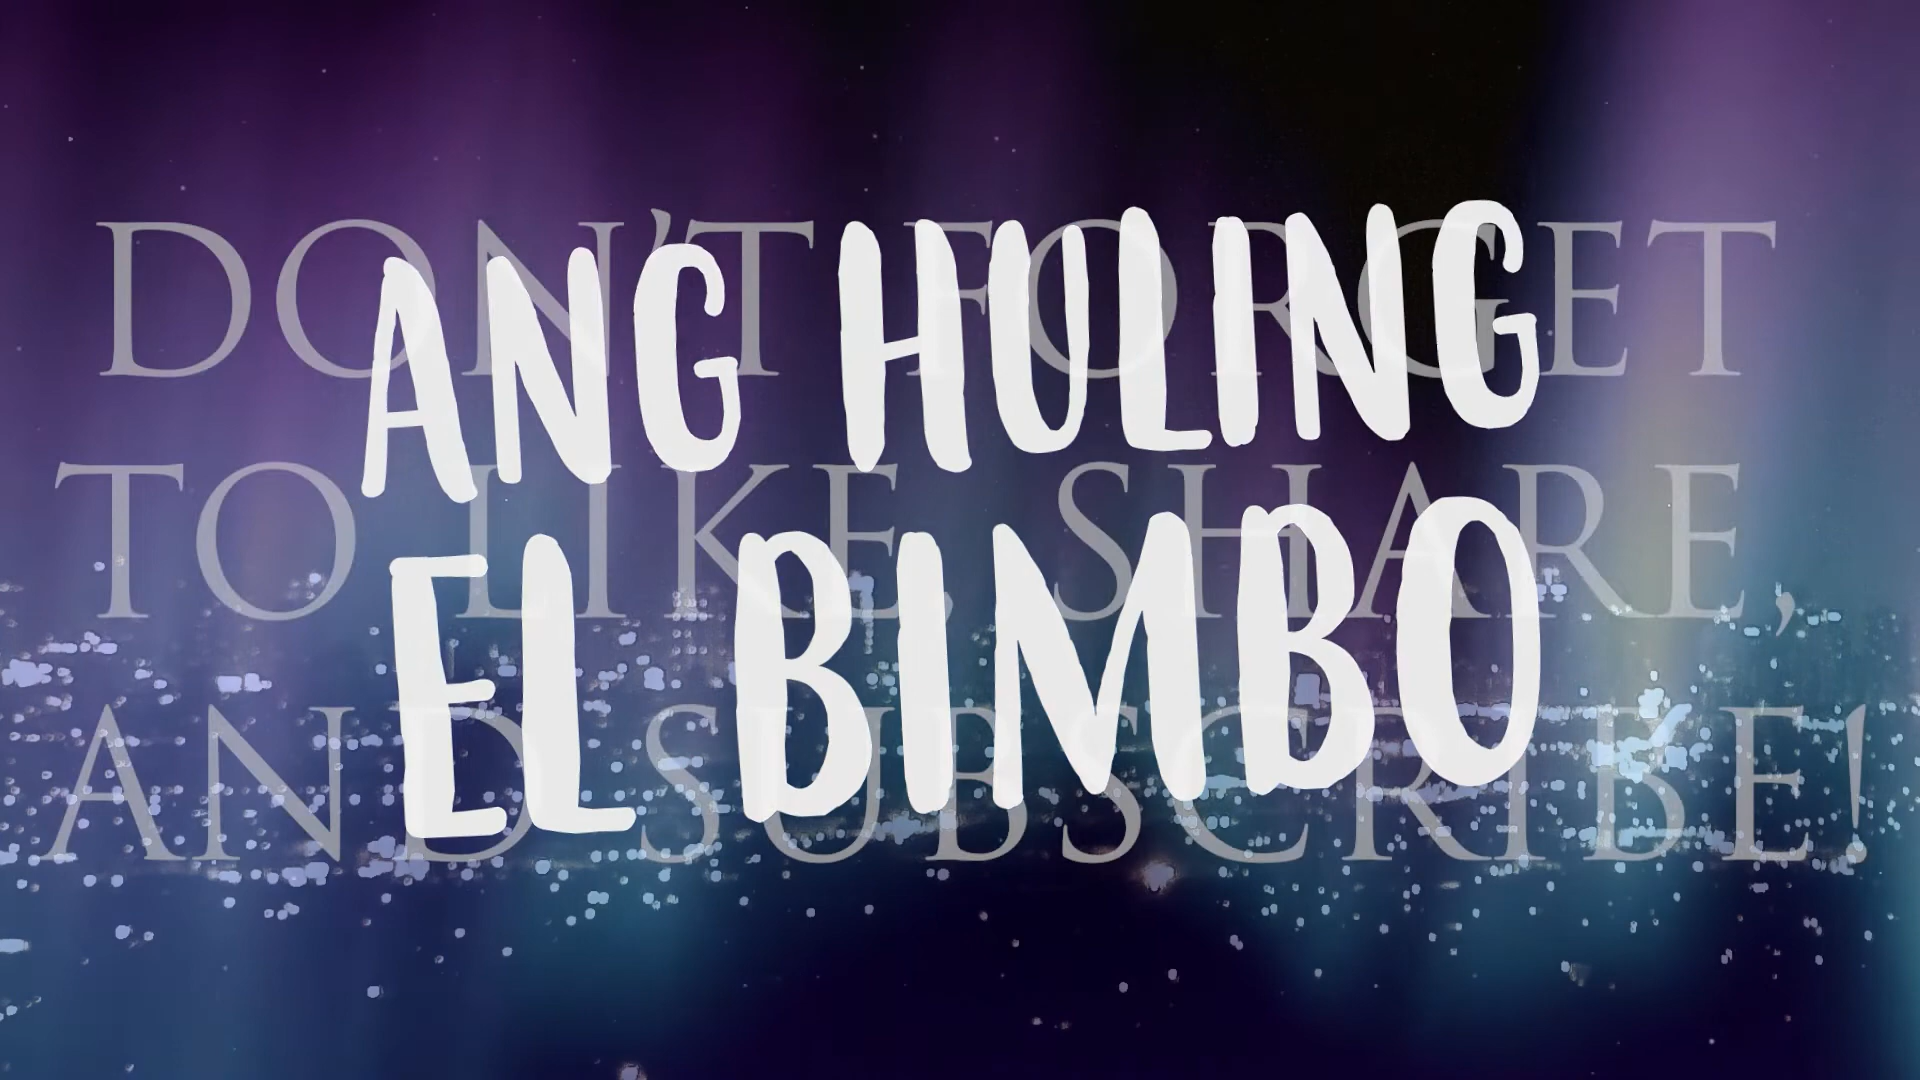 ANG HULING
EL BIMBO
DON'T FORGET
TO LIKE, SHARE,
AND SUBSCRIBE!